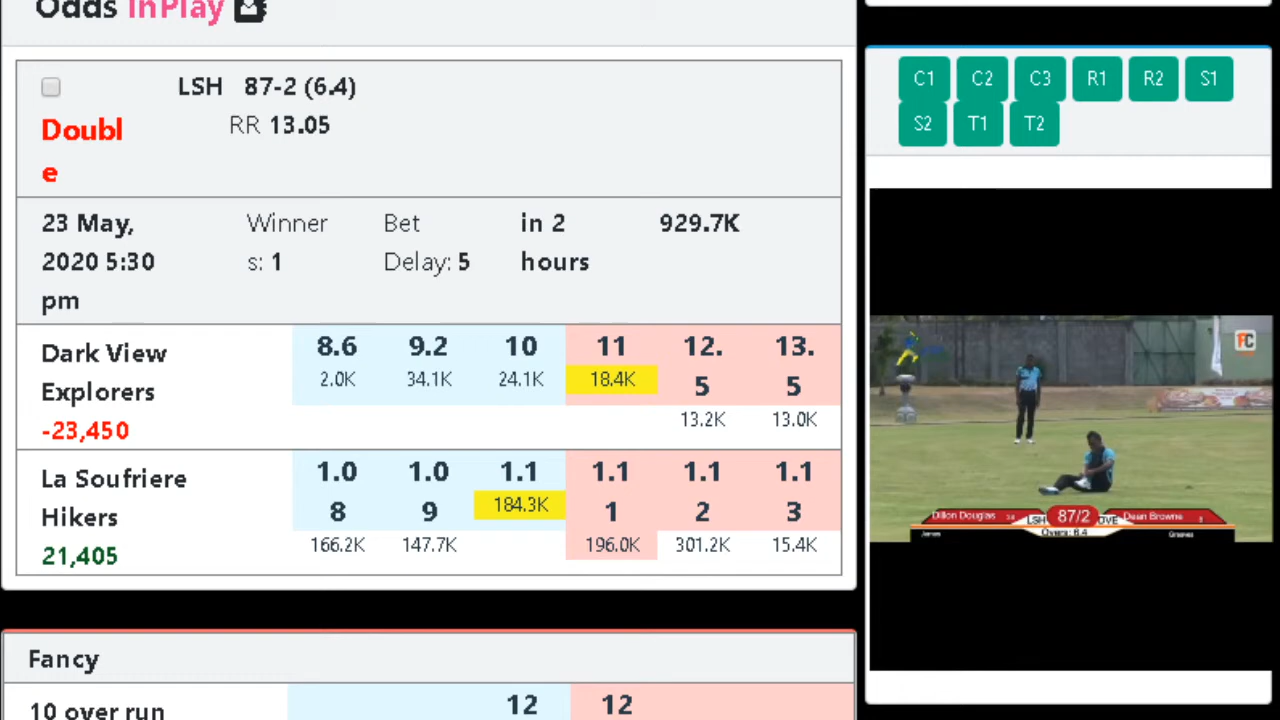 Odds InPlay
LSH 87-2 (6.4)
Doubl
e
RR 13.05
23 May,
2020 5:30
pm
Winner
s: 1
Bet
Delay: 5
in 2
hours
929.7K
Dark View
Explorers
-23,450
8.6 9.2 10 11 12. 13.
5 5
2.0K 34.1K 24.1K 18.4K
13.2K 13.0K
La Soufriere
Hikers
21,405
1.0 1.0 1.1 1.1 1.1 1.1
8 9 1 2 3
184.3K
166.2K 147.7K 196.0K 301.2K 15.4K
Fancy
10 over run 12 12
C1 C2 C3 R1 R2 S1
S2 T1 T2
FC
Dillon Douglas LSH 87/2 DVE Dean Browne
Overs: 6.4
James Greaves